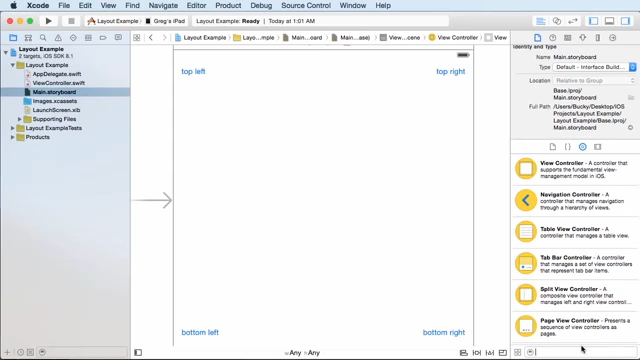 Xcode File Edit View Find Navigate Editor Product Debug Source Control Window Help
Layout Example Greg's iPad Layout Example: Ready Today at 1:01 AM
Layout Example
2 targets, iOS SDK 8.1
Layout Example
AppDelegate.swift
ViewController.swift
Main.storyboard
Images.xcassets
LaunchScreen.xib
Supporting Files
Layout ExampleTests
Products
Layout Example Layo...mple Main....oard Main...ase) View...cene View Controller View
top left top right
bottom left bottom right
wAny hAny
Identity and Type
Name Main.storyboard
Type Default - Interface Build...
Location Relative to Group
Base.lproj/
Main.storyboard
Full Path /Users/Bucky/Desktop/iOS
Projects/Layout Example/
Layout Example/Base.lproj/
Main.storyboard
View Controller - A controller that
supports the fundamental view-
management model in iOS.
Navigation Controller - A
controller that manages navigation
through a hierarchy of views.
Table View Controller - A
controller that manages a table view.
Tab Bar Controller - A controller
that manages a set of view controllers
that represent tab bar items.
Split View Controller - A
composite view controller that
manages left and right view control...
Page View Controller - Presents a
sequence of view controllers as
pages.